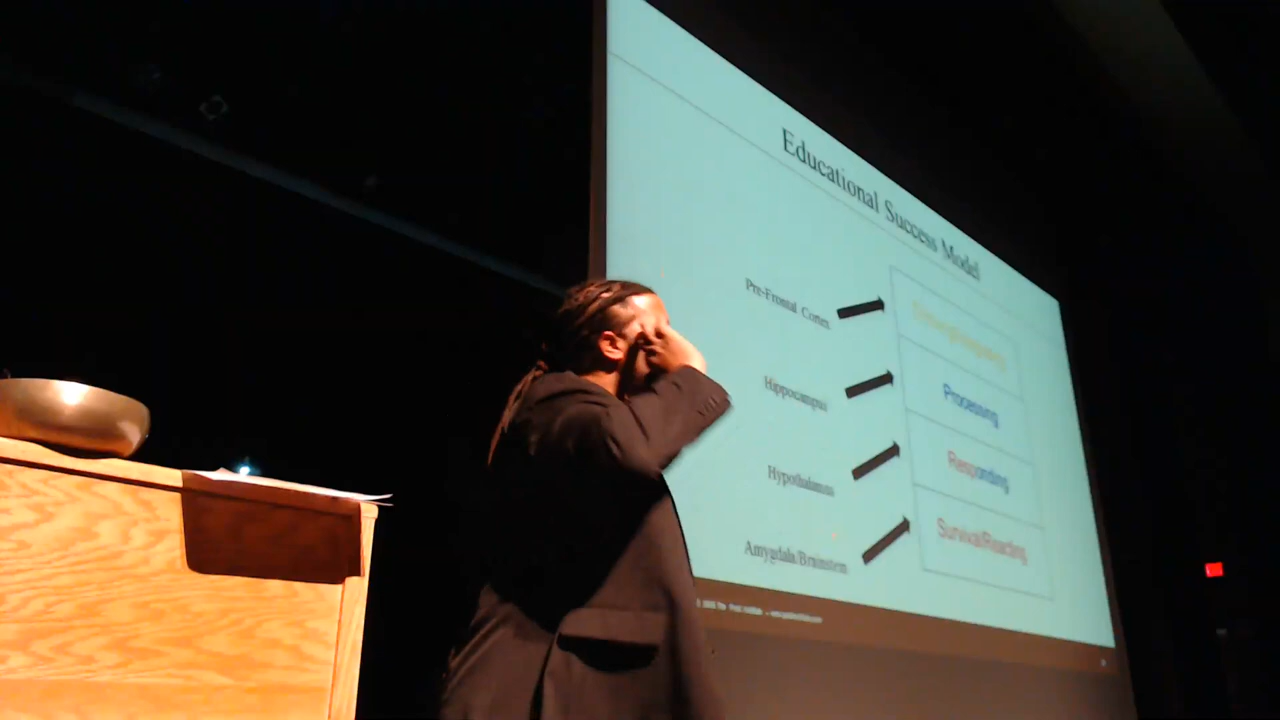 Educational Success Model
Pre-Frontal Cortex
Hippocampus
Processing
Hypothalamus
Responding
Amygdala/Brainstem
Survival/Reacting